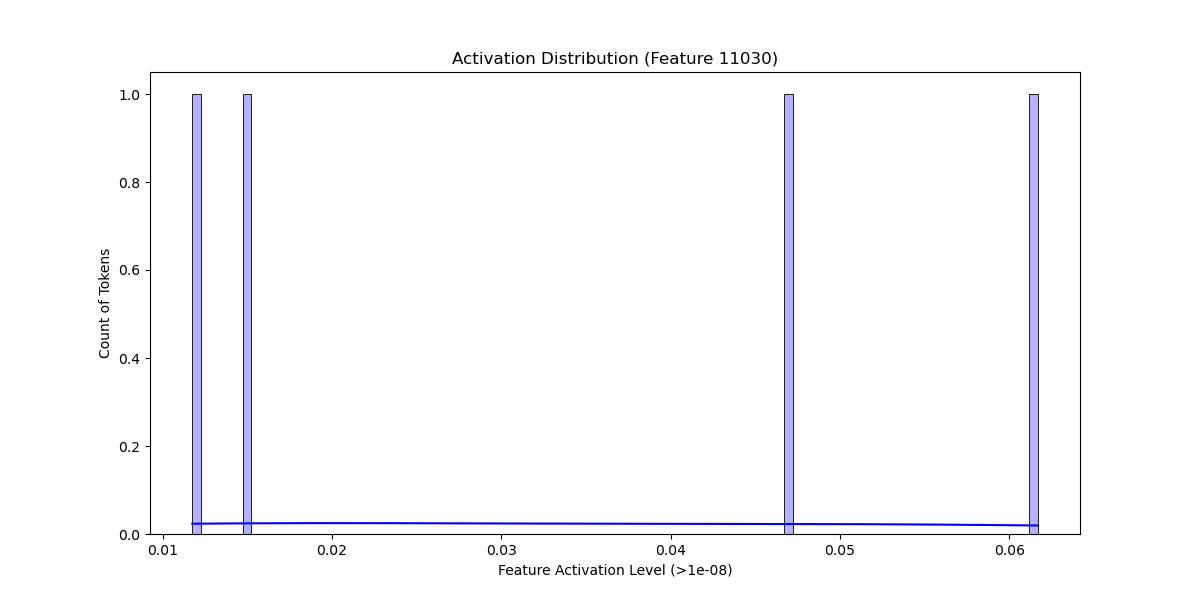 Activation Distribution (Feature 11030)
1.0
0.8
0.6
0.4
0.2
0.0
Count of Tokens
0.01 0.02 0.03 0.04 0.05 0.06
Feature Activation Level (>1e-08)